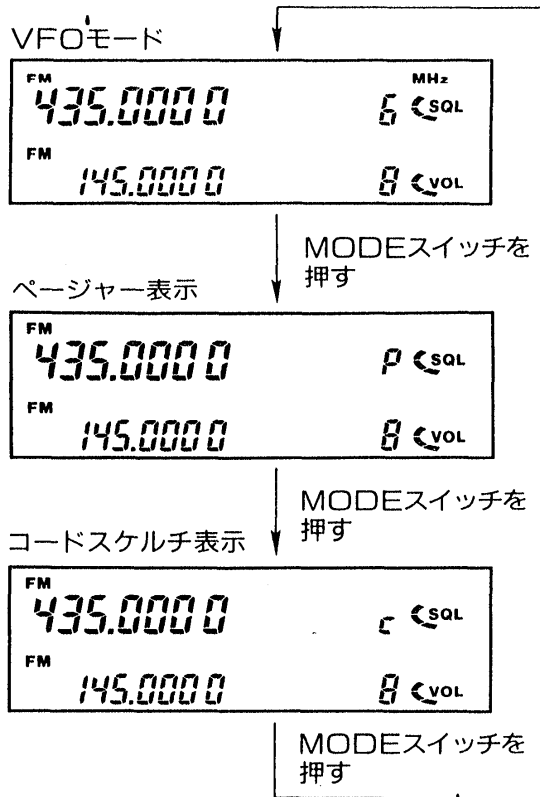 VFOモード
FM MHz
435.0000 6 SQL
FM
145.0000 8 VOL
MODEスイッチを
押す
ページャー表示
FM
435.0000 P SQL
FM
145.0000 8 VOL
MODEスイッチを
押す
コードスケルチ表示
FM
435.0000 c SQL
FM
145.0000 8 VOL
MODEスイッチを
押す